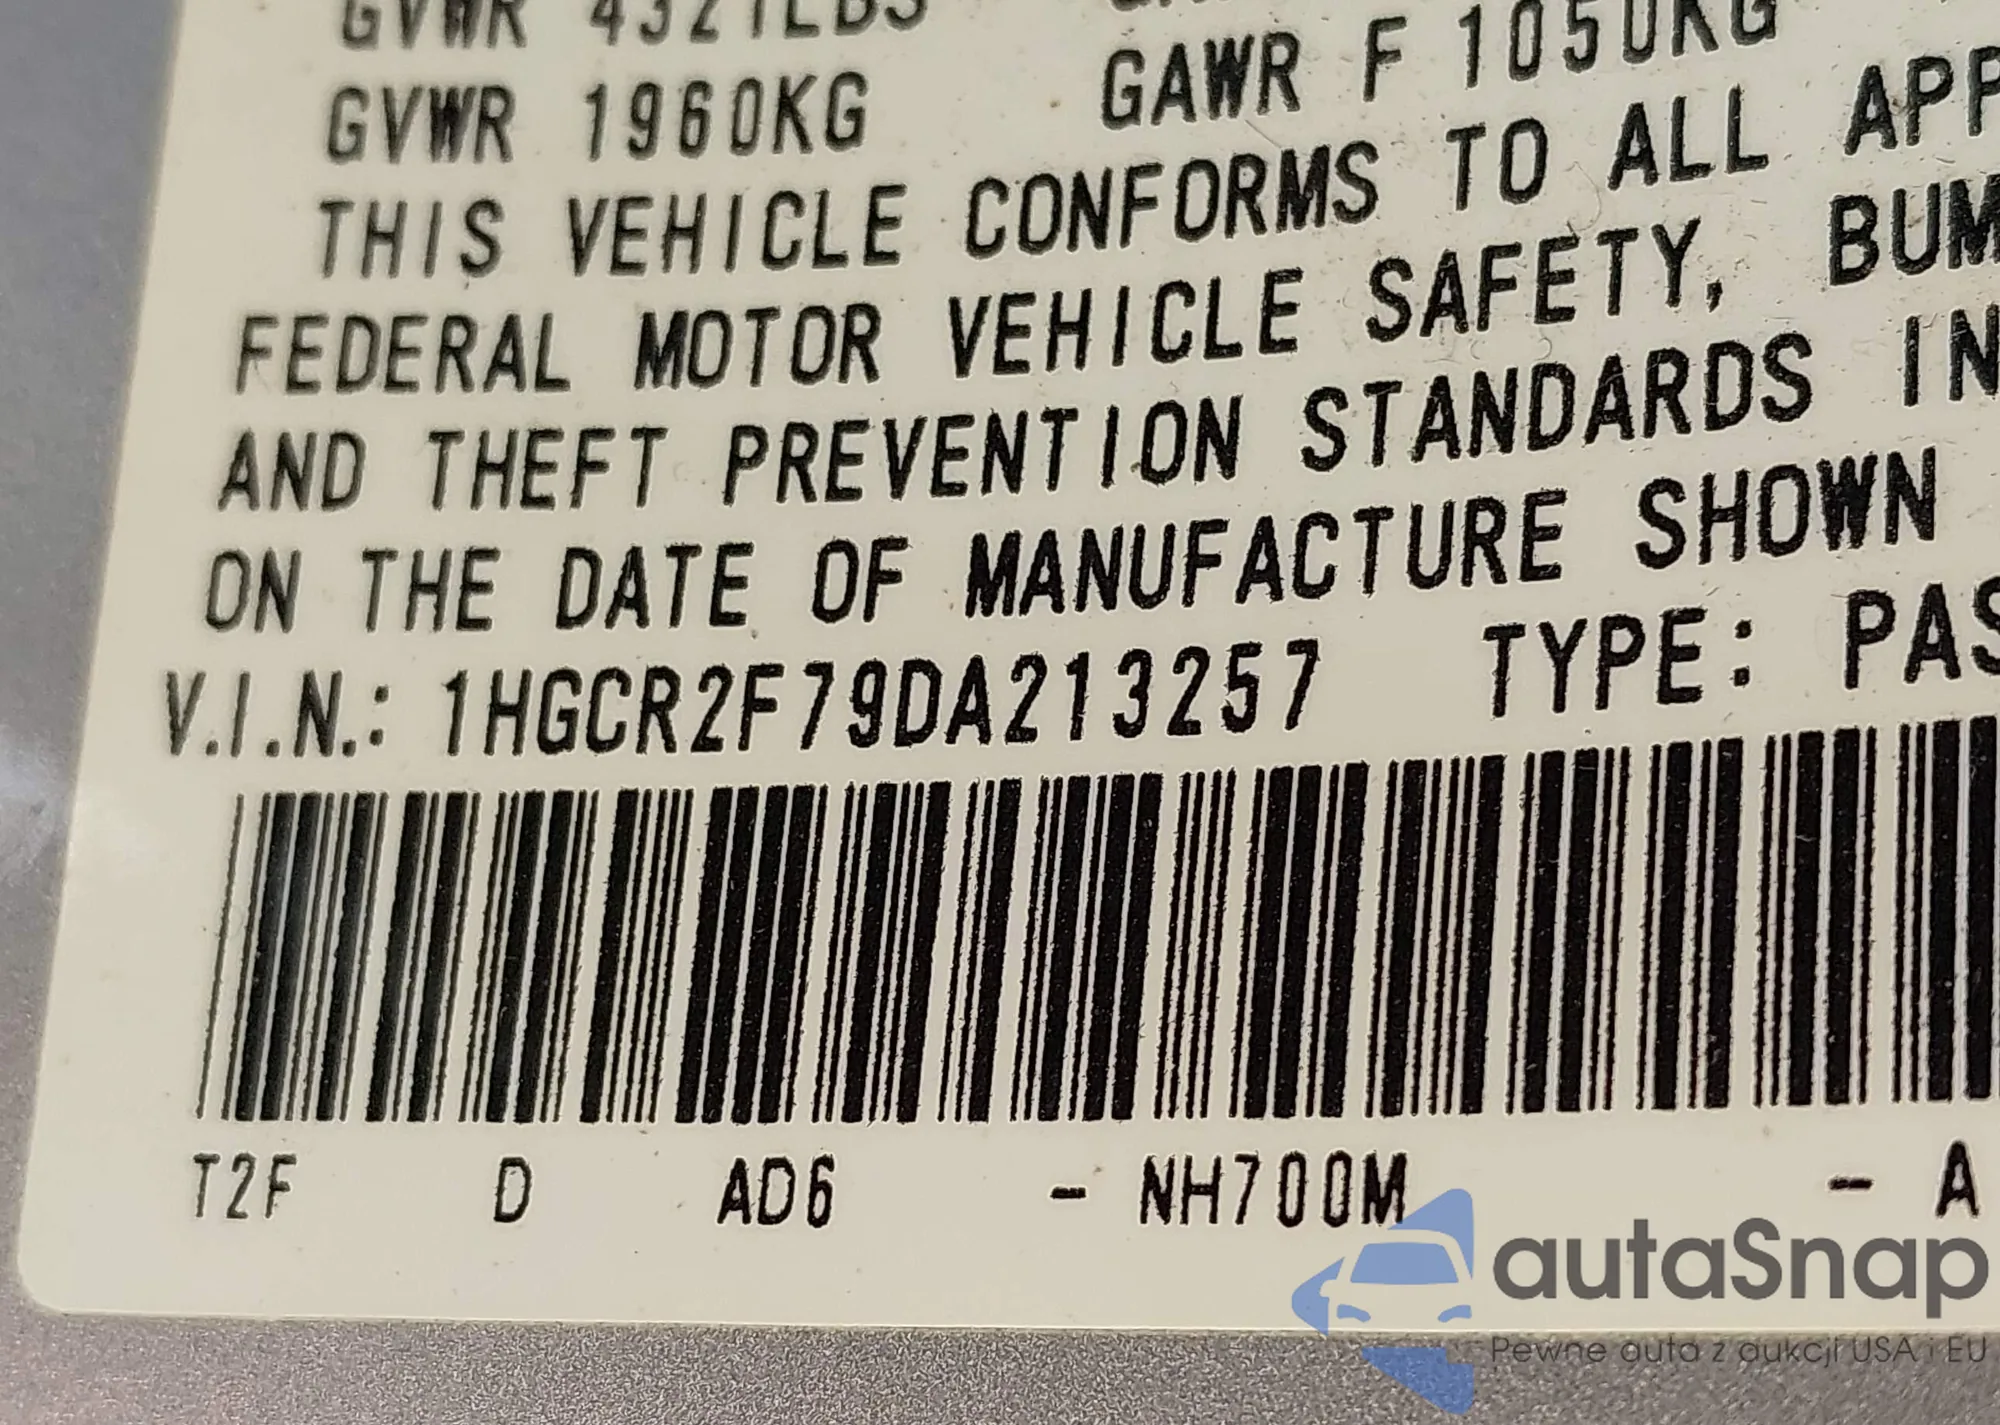 GVWR 4321LBS
GVWR 1960KG GAWR F 1050KG
THIS VEHICLE CONFORMS TO ALL APP
FEDERAL MOTOR VEHICLE SAFETY, BUM
AND THEFT PREVENTION STANDARDS IN
ON THE DATE OF MANUFACTURE SHOWN
V.I.N.: 1HGCR2F79DA213257 TYPE: PAS
T2F D AD6 - NH700M - A
autaSnap
Pewne auta z aukcji USA i EU